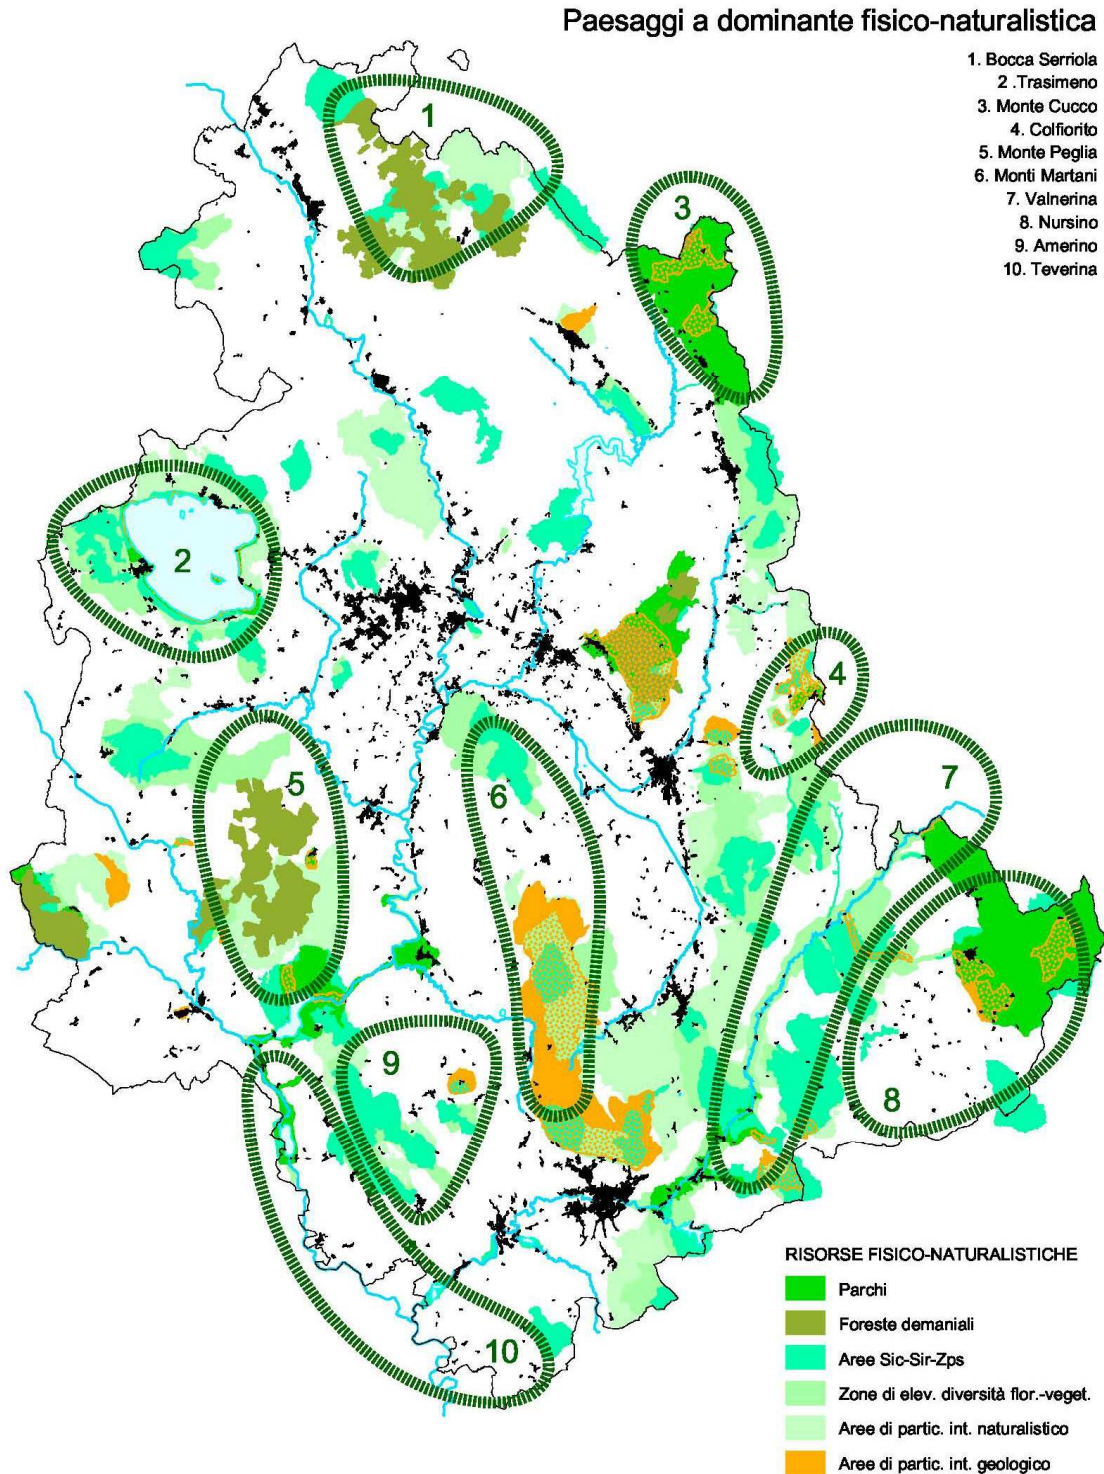 Paesaggi a dominante fisico-naturalistica
1. Bocca Serriola
2 .Trasimeno
3. Monte Cucco
4. Colfiorito
5. Monte Peglia
6. Monti Martani
7. Valnerina
8. Nursino
9. Amerino
10. Teverina
1
3
2
4
5
6
7
8
9
10
RISORSE FISICO-NATURALISTICHE
Parchi
Foreste demaniali
Aree Sic-Sir-Zps
Zone di elev. diversità flor.-veget.
Aree di partic. int. naturalistico
Aree di partic. int. geologico